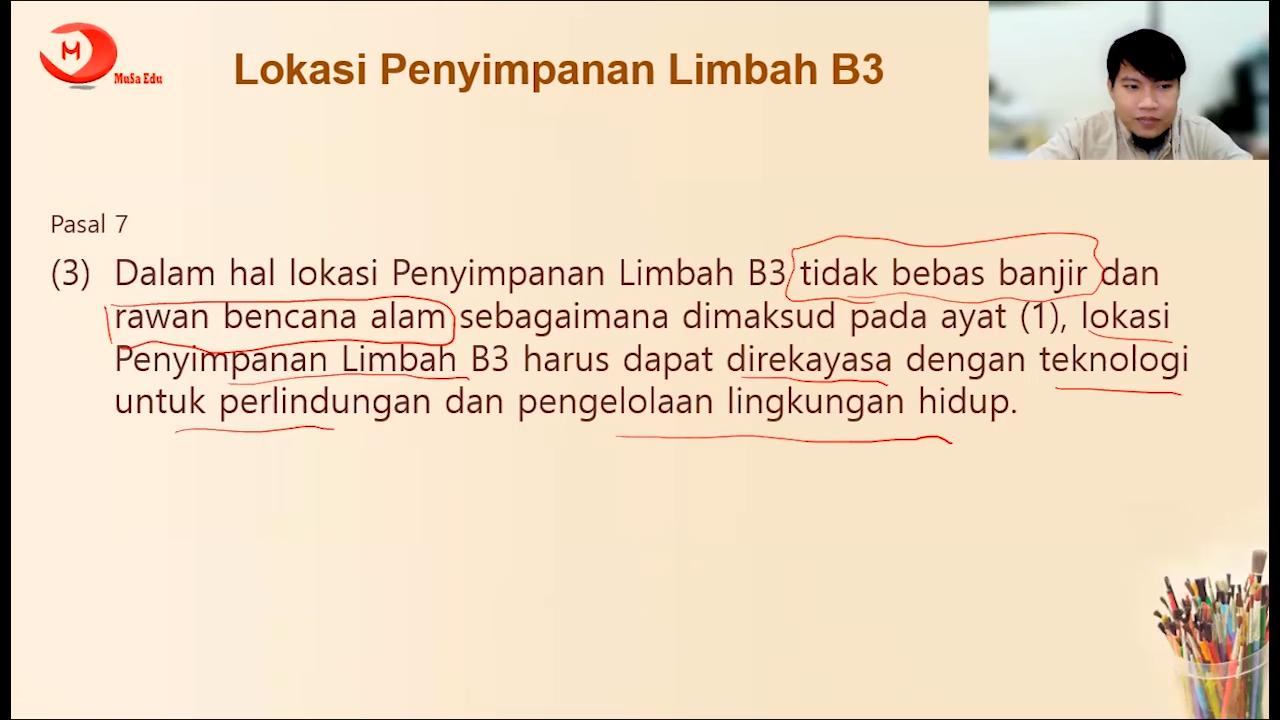 M
MuSa Edu
Lokasi Penyimpanan Limbah B3
Pasal 7
(3) Dalam hal lokasi Penyimpanan Limbah B3 tidak bebas banjir dan
rawan bencana alam sebagaimana dimaksud pada ayat (1), lokasi
Penyimpanan Limbah B3 harus dapat direkayasa dengan teknologi
untuk perlindungan dan pengelolaan lingkungan hidup.